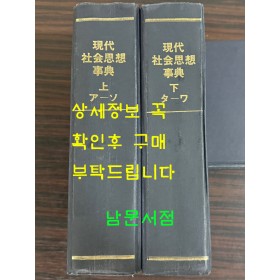 現代
社会思想
事典
上
アーソ
現代
社会思想
事典
下
ターワ
상세정보 꼭
확인후 구매
부탁드립니다
남문서점